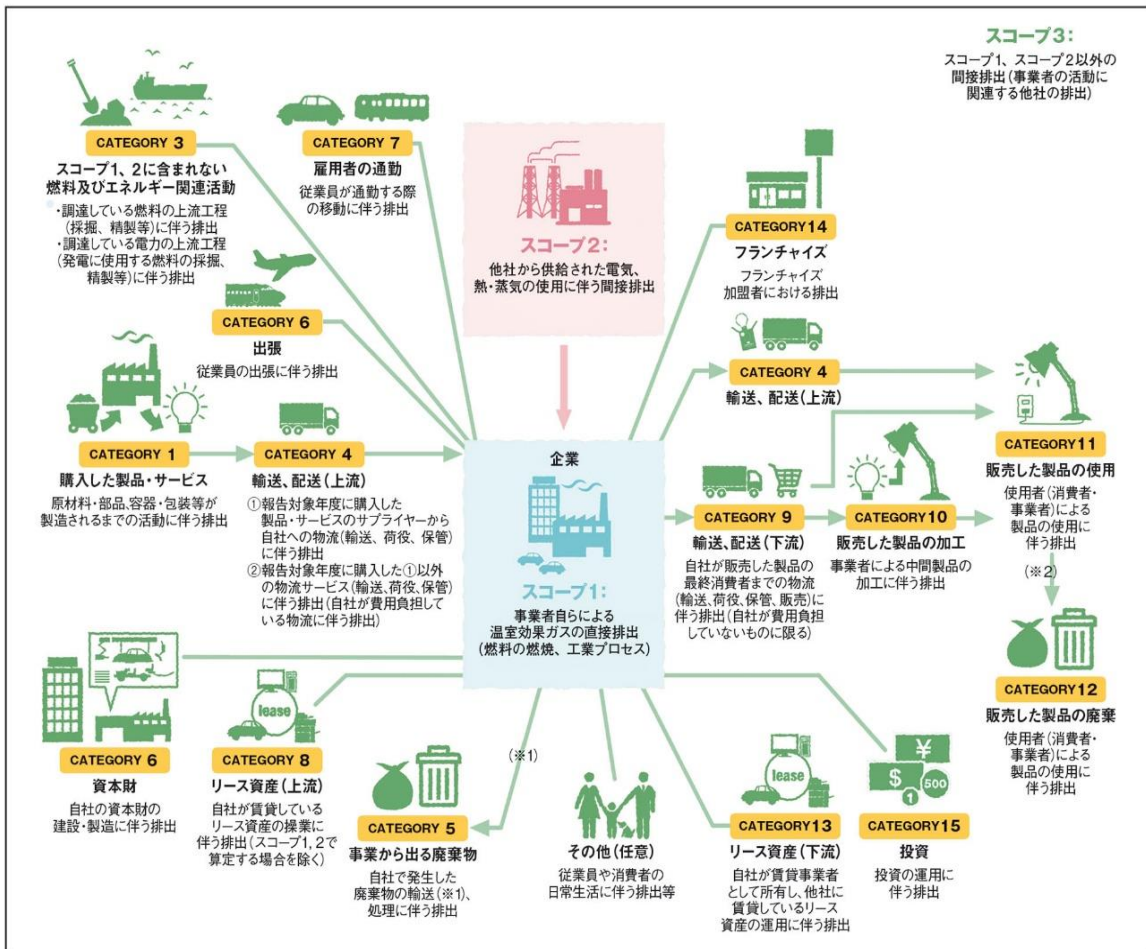 スコープ3:
スコープ1、スコープ2以外の
間接排出(事業者の活動に
関連する他社の排出)
CATEGORY 3
スコープ1、2に含まれない
燃料及びエネルギー関連活動
・調達している燃料の上流工程
(採掘、精製等)に伴う排出
・調達している電力の上流工程
(発電に使用する燃料の採掘、
精製等)に伴う排出
CATEGORY 7
雇用者の通勤
従業員が通勤する際
の移動に伴う排出
スコープ2:
他社から供給された電気、
熱・蒸気の使用に伴う間接排出
CATEGORY 14
フランチャイズ
フランチャイズ
加盟者における排出
CATEGORY 6
出張
従業員の出張に伴う排出
CATEGORY 4
輸送、配送(上流)
CATEGORY 1
購入した製品・サービス
原材料・部品、容器・包装等が
製造されるまでの活動に伴う排出
CATEGORY 4
輸送、配送(上流)
①報告対象年度に購入した
製品・サービスのサプライヤーから
自社への物流(輸送、荷役、保管)
に伴う排出
②報告対象年度に購入した①以外
の物流サービス(輸送、荷役、保管)
に伴う排出(自社が費用負担して
いる物流に伴う排出)
企業
スコープ1:
事業者自らによる
温室効果ガスの直接排出
(燃料の燃焼、工業プロセス)
CATEGORY 9
輸送、配送(下流)
自社が販売した製品の
最終消費者までの物流
(輸送、荷役、保管、販売)に
伴う排出(自社が費用負担
していないものに限る)
CATEGORY 10
販売した製品の加工
事業者による中間製品の
加工に伴う排出
CATEGORY 11
販売した製品の使用
使用者(消費者・
事業者)による
製品の使用に
伴う排出
(※2)
CATEGORY 12
販売した製品の廃棄
使用者(消費者・
事業者)による
製品の使用に
伴う排出
CATEGORY 6
資本財
自社の資本財の
建設・製造に伴う排出
lease
CATEGORY 8
リース資産(上流)
自社が賃貸している
リース資産の操業に
伴う排出(スコープ1,2で
算定する場合を除く)
(※1)
CATEGORY 5
事業から出る廃棄物
自社で発生した
廃棄物の輸送(※1)、
処理に伴う排出
その他(任意)
従業員や消費者の
日常生活に伴う排出等
lease
CATEGORY 13
リース資産(下流)
自社が賃貸事業者
として所有し、他社に
賃貸しているリース
資産の運用に伴う排出
¥
$
1
500
CATEGORY 15
投資
投資の運用に
伴う排出